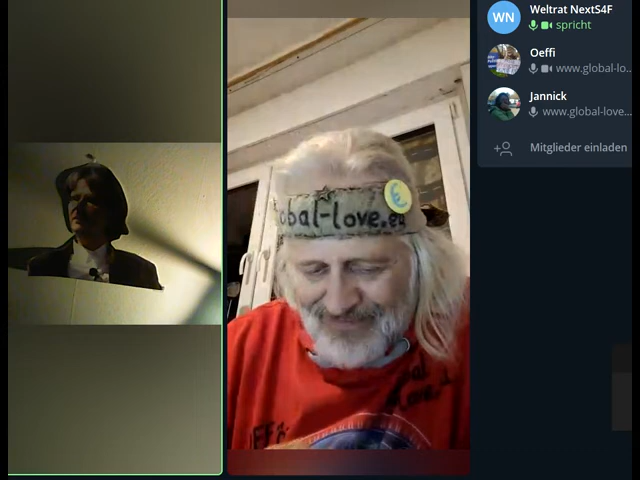 WN
Weltrat NextS4F
spricht
Oeffi
www.global-lo...
Jannick
www.global-love...
Mitglieder einladen
obal-love.eu
€